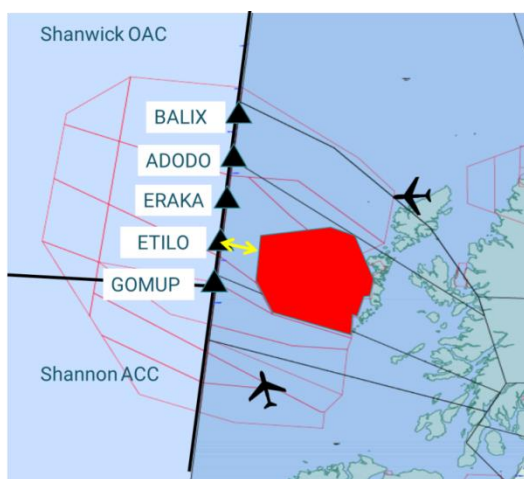 Shanwick OAC
BALIX
ADODO
ERAKA
ETILO
GOMUP
Shannon ACC